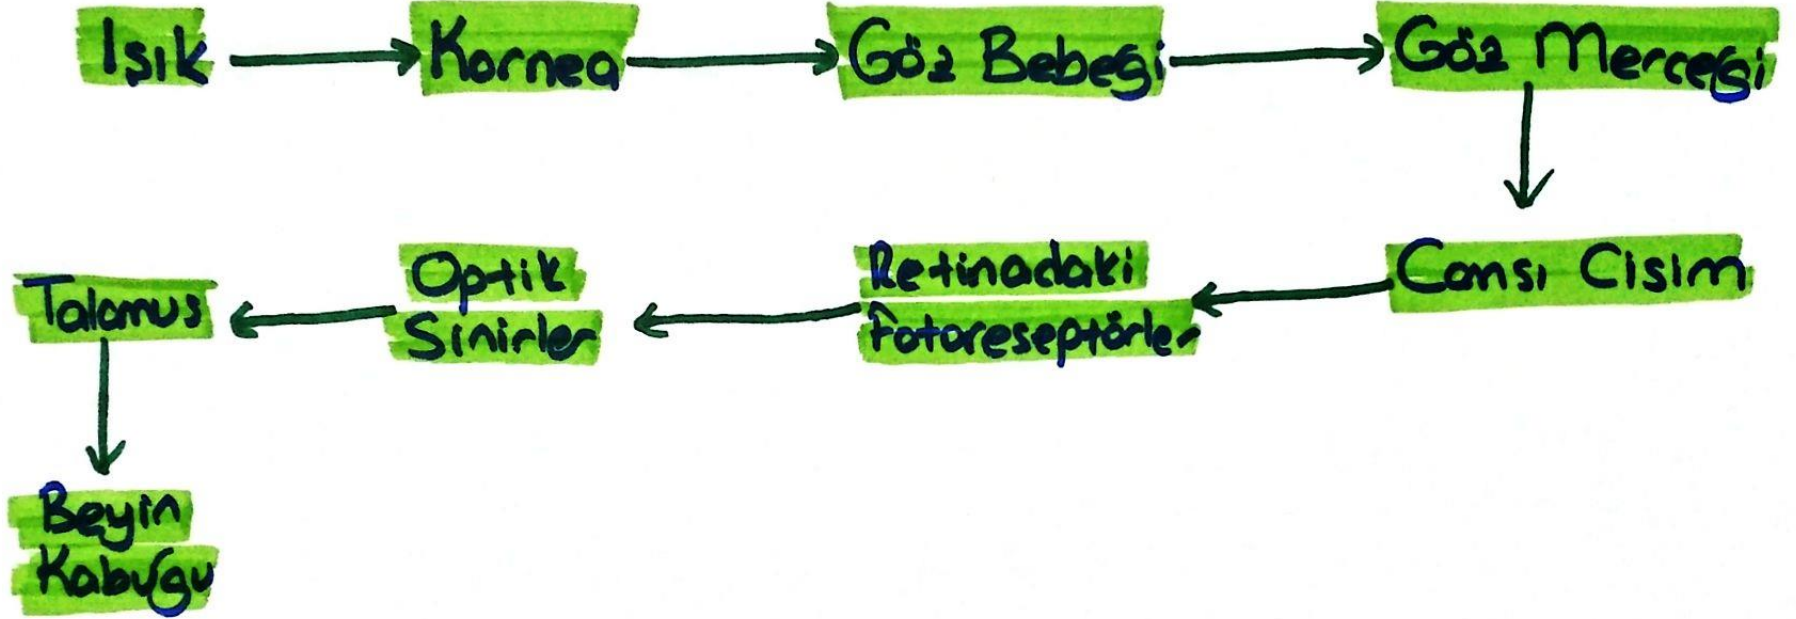 Işık
Kornea
Göz Bebeği
Göz Merceği
Camsı Cisim
Retinadaki
Fotoreseptörler
Optik
Sinirler
Talamus
Beyin
Kabuğu